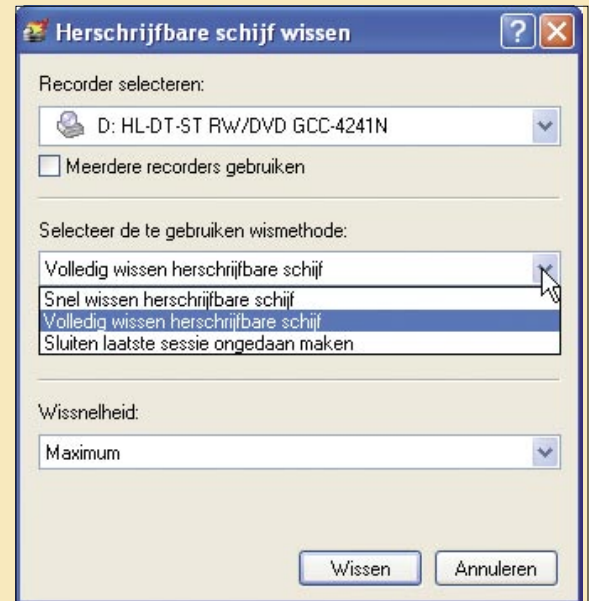 Herschrijfbare schijf wissen
Recorder selecteren:
D: HL-DT-ST RW/DVD GCC-4241N
Meerdere recorders gebruiken
Selecteer de te gebruiken wismethode:
Volledig wissen herschrijfbare schijf
Snel wissen herschrijfbare schijf
Volledig wissen herschrijfbare schijf
Sluiten laatste sessie ongedaan maken
Wissnelheid:
Maximum
Wissen Annuleren